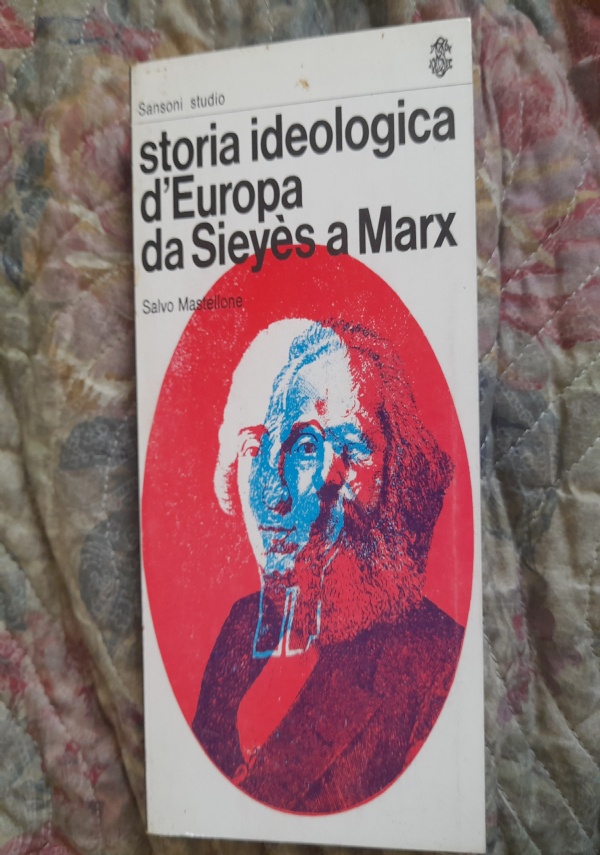 Sansoni studio
storia ideologica
d'Europa
da Sieyès a Marx
Salvo Mastellone